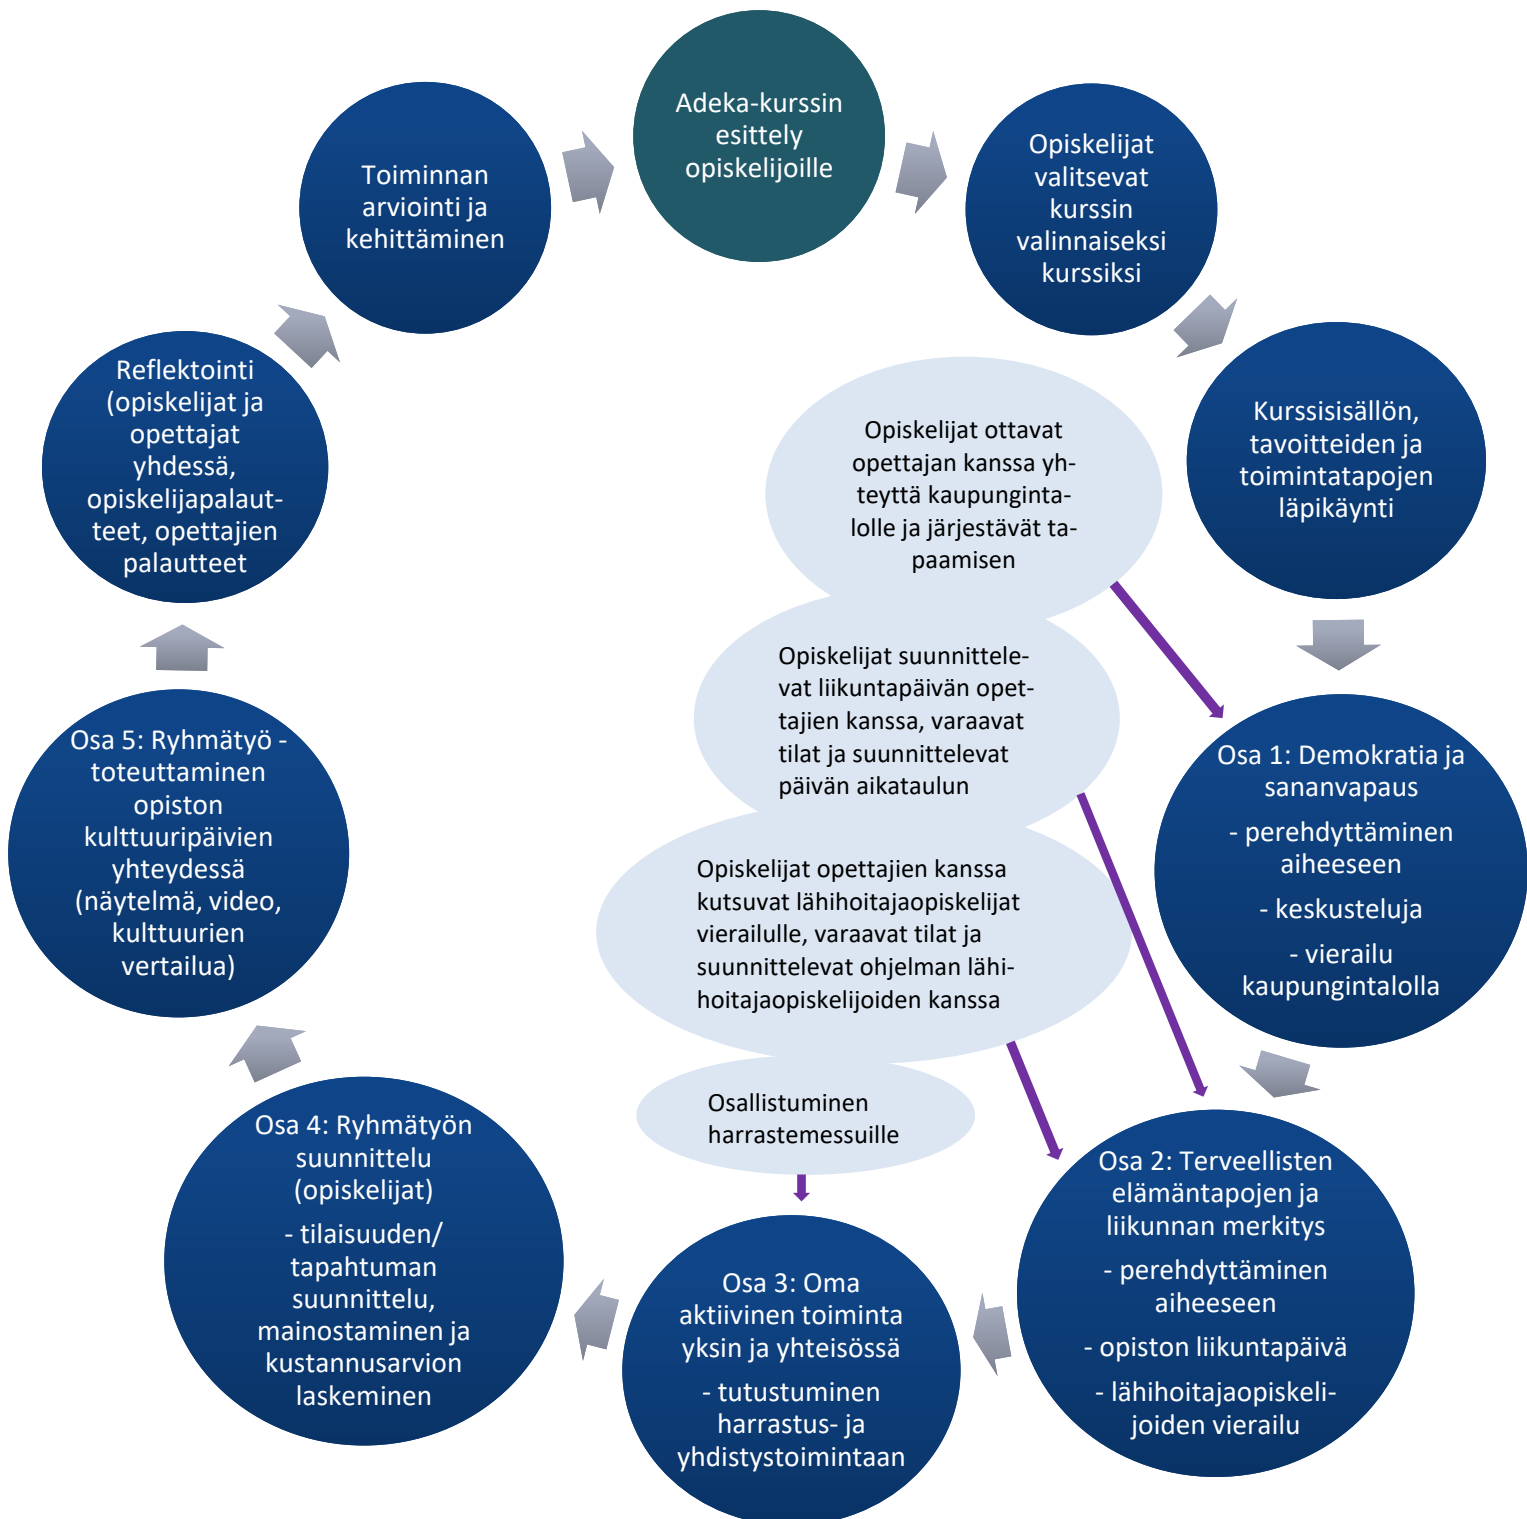 Adeka-kurssin
esittely
opiskelijoille
Opiskelijat
valitsevat
kurssin
valinnaiseksi
kurssiksi
Kurssisisällön,
tavoitteiden ja
toimintatapojen
läpikäynti
Osa 1: Demokratia ja
sananvapaus
- perehdyttäminen
aiheeseen
- keskusteluja
- vierailu
kaupungintalolla
Osa 2: Terveellisten
elämäntapojen ja
liikunnan merkitys
- perehdyttäminen
aiheeseen
- opiston liikuntapäivä
- lähihoitajaopiskeli-
joiden vierailu
Osa 3: Oma
aktiivinen toiminta
yksin ja yhteisössä
- tutustuminen
harrastus- ja
yhdistystoimintaan
Osa 4: Ryhmätyön
suunnittelu
(opiskelijat)
- tilaisuuden/
tapahtuman
suunnittelu,
mainostaminen ja
kustannusarvion
laskeminen
Osa 5: Ryhmätyö -
toteuttaminen
opiston
kulttuuripäivien
yhteydessä
(näytelmä, video,
kulttuurien
vertailua)
Reflektointi
(opiskelijat ja
opettajat
yhdessä,
opiskelijapalaut-
teet, opettajien
palautteet
Toiminnan
arviointi ja
kehittäminen
Opiskelijat ottavat
opettajan kanssa yh-
teyttä kaupunginta-
lolle ja järjestävät ta-
paamisen
Opiskelijat suunnittele-
vat liikuntapäivän opet-
tajien kanssa, varaavat
tilat ja suunnittelevat
päivän aikataulun
Opiskelijat opettajien kanssa
kutsuvat lähihoitajaopiskelijat
vierailulle, varaavat tilat ja
suunnittelevat ohjelman lähi-
hoitajaopiskelijoiden kanssa
Osallistuminen
harrastemessuille